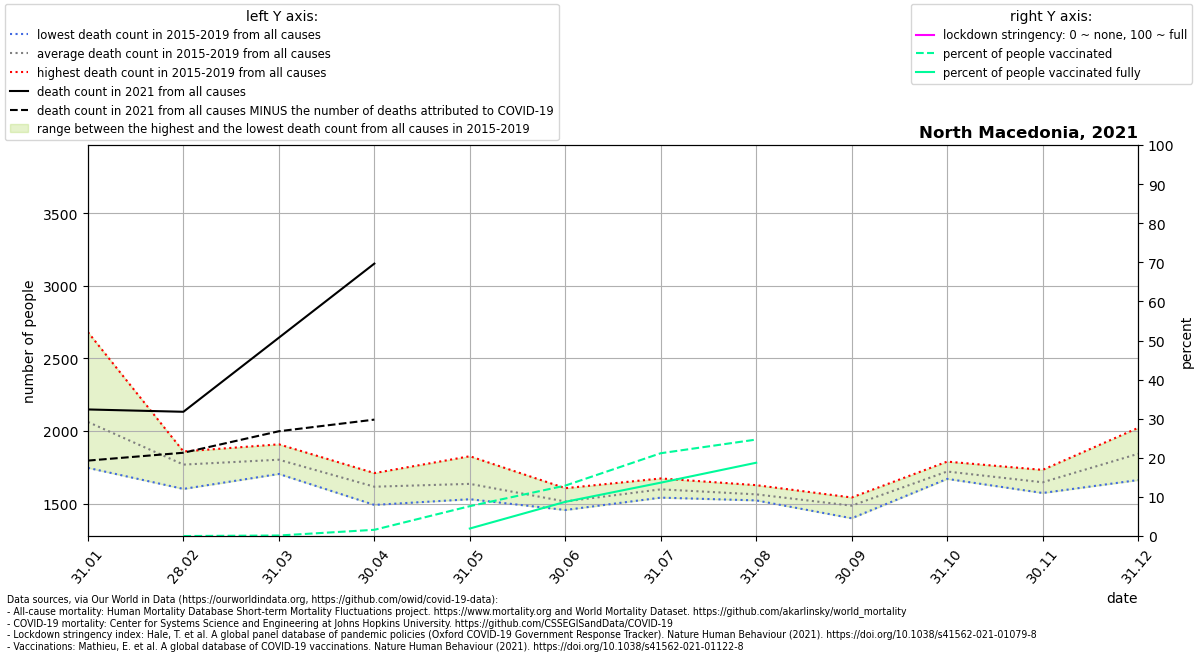 left Y axis:
lowest death count in 2015-2019 from all causes
average death count in 2015-2019 from all causes
highest death count in 2015-2019 from all causes
death count in 2021 from all causes
death count in 2021 from all causes MINUS the number of deaths attributed to COVID-19
range between the highest and the lowest death count from all causes in 2015-2019
right Y axis:
lockdown stringency: 0 ~ none, 100 ~ full
percent of people vaccinated
percent of people vaccinated fully
North Macedonia, 2021
number of people
3500
3000
2500
2000
1500
100
90
80
70
60
50
40
30
20
10
0
percent
31.01
28.02
31.03
30.04
31.05
30.06
31.07
31.08
30.09
31.10
30.11
31.12
date
Data sources, via Our World in Data (https://ourworldindata.org, https://github.com/owid/covid-19-data):
- All-cause mortality: Human Mortality Database Short-term Mortality Fluctuations project. https://www.mortality.org and World Mortality Dataset. https://github.com/akarlinsky/world_mortality
- COVID-19 mortality: Center for Systems Science and Engineering at Johns Hopkins University. https://github.com/CSSEGISandData/COVID-19
- Lockdown stringency index: Hale, T. et al. A global panel database of pandemic policies (Oxford COVID-19 Government Response Tracker). Nature Human Behaviour (2021). https://doi.org/10.1038/s41562-021-01079-8
- Vaccinations: Mathieu, E. et al. A global database of COVID-19 vaccinations. Nature Human Behaviour (2021). https://doi.org/10.1038/s41562-021-01122-8